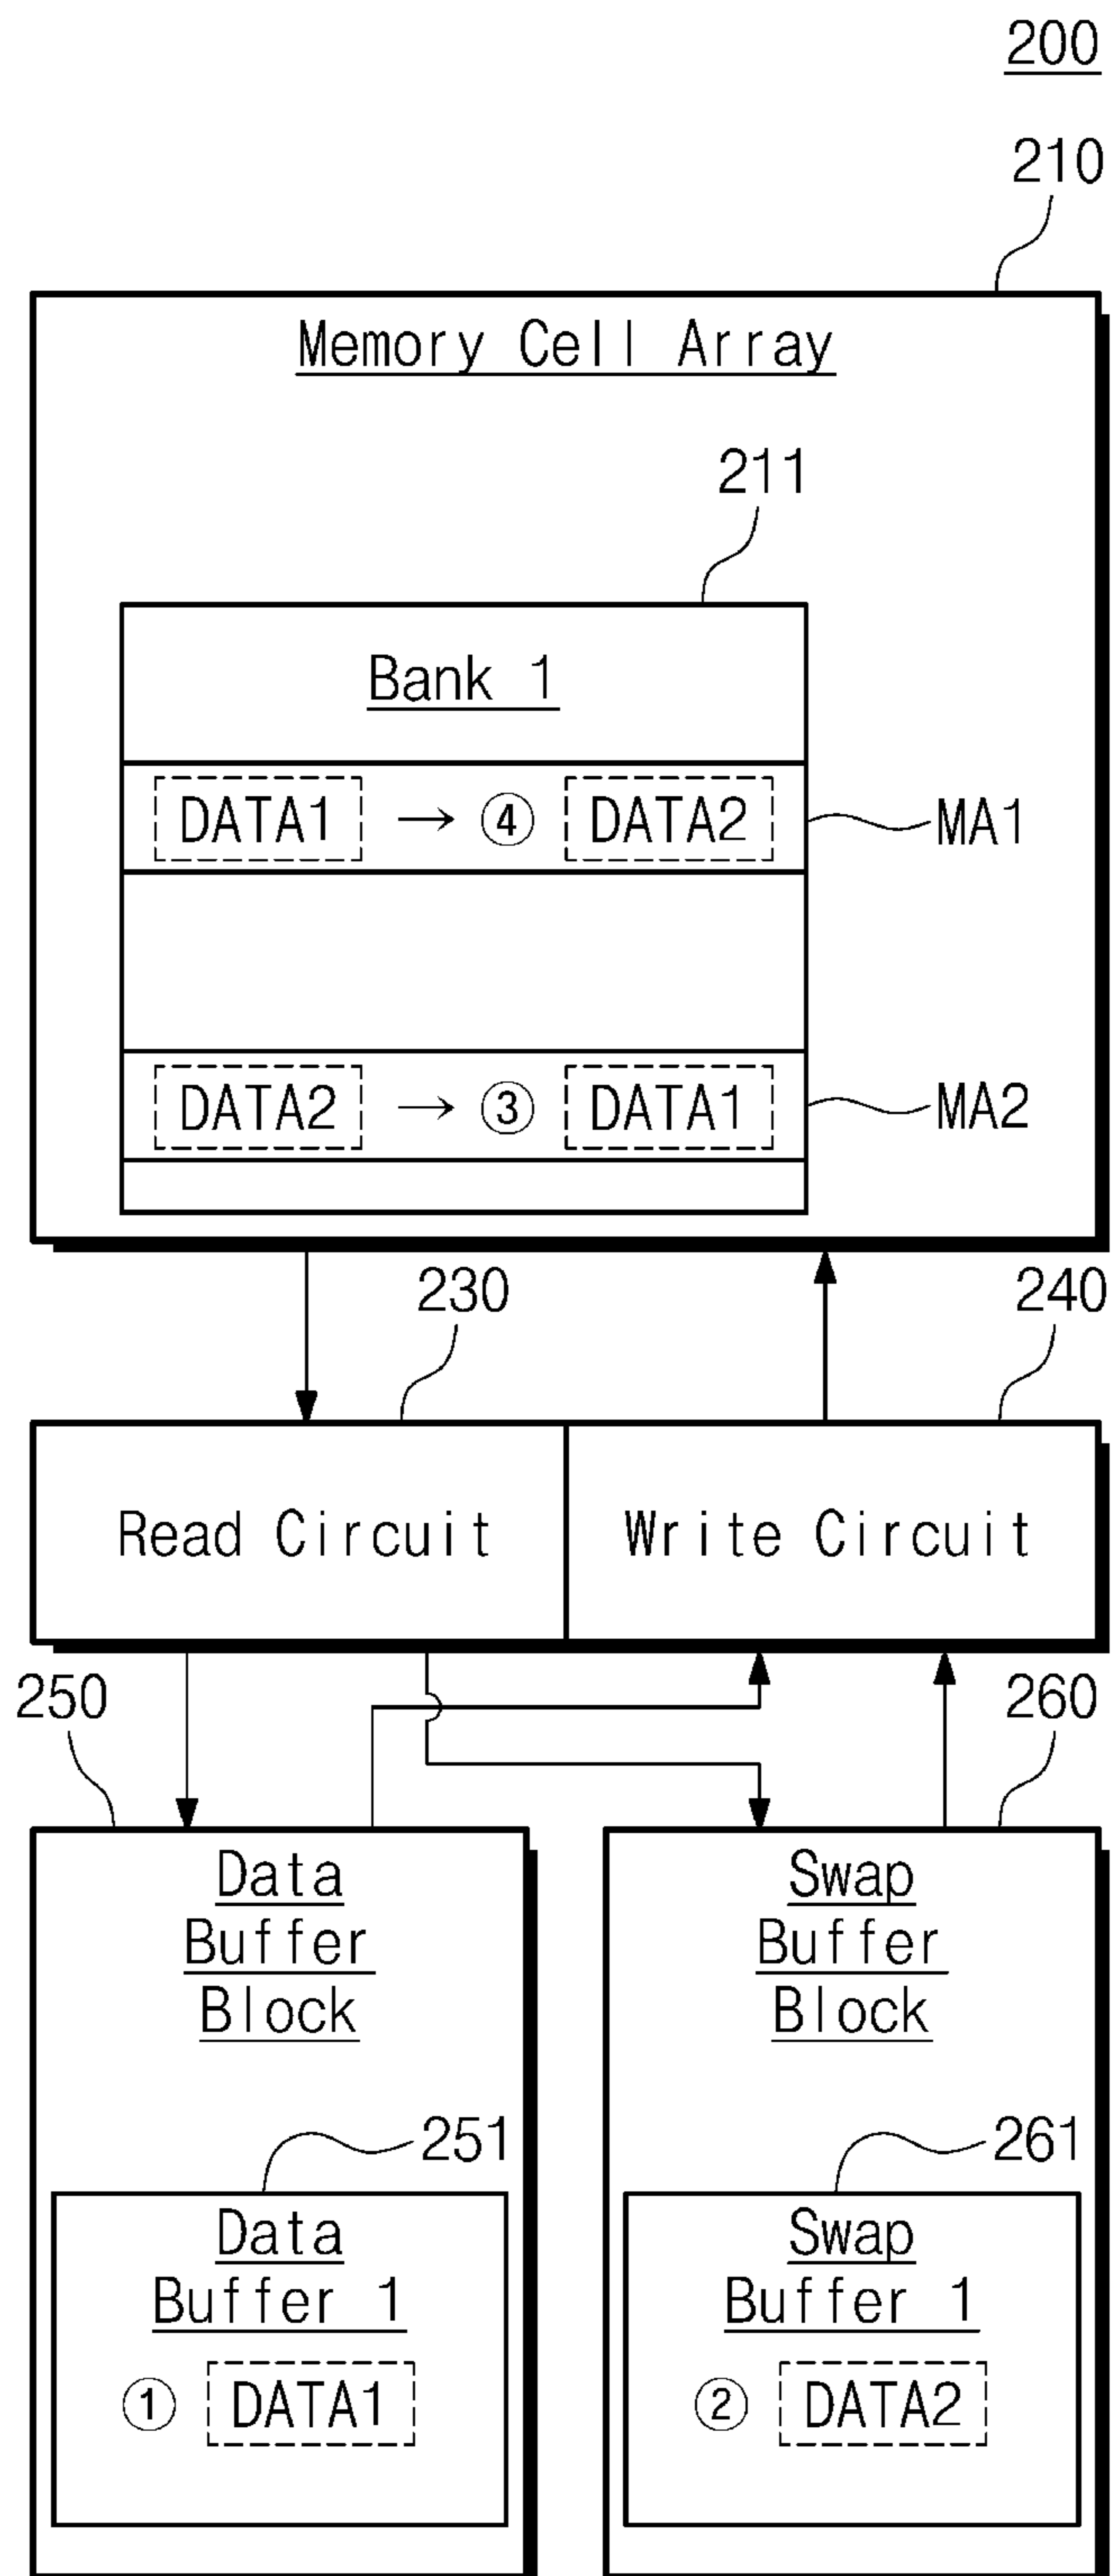 200
210
Memory Cell Array
211
Bank 1
DATA1 → ④ DATA2 MA1
DATA2 → ③ DATA1 MA2
230 240
Read Circuit Write Circuit
250 260
Data Swap
Buffer Buffer
Block Block
251 261
Data Swap
Buffer 1 Buffer 1
① DATA1 ② DATA2